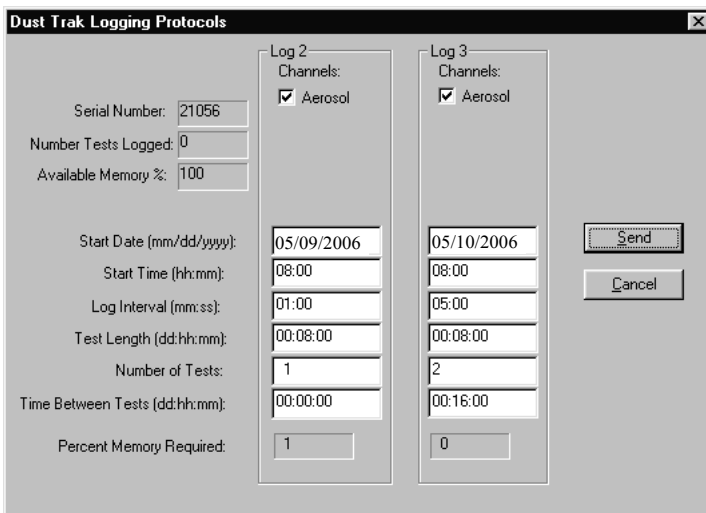 Dust Trak Logging Protocols
Log 2 Log 3
Channels: Channels:
Aerosol Aerosol
Serial Number: 21056
Number Tests Logged: 0
Available Memory %: 100
Start Date (mm/dd/yyyy): 05/09/2006 05/10/2006 Send
Start Time (hh:mm): 08:00 08:00
Cancel
Log Interval (mm:ss): 01:00 05:00
Test Length (dd:hh:mm): 00:08:00 00:08:00
Number of Tests: 1 2
Time Between Tests (dd:hh:mm): 00:00:00 00:16:00
Percent Memory Required: 1 0